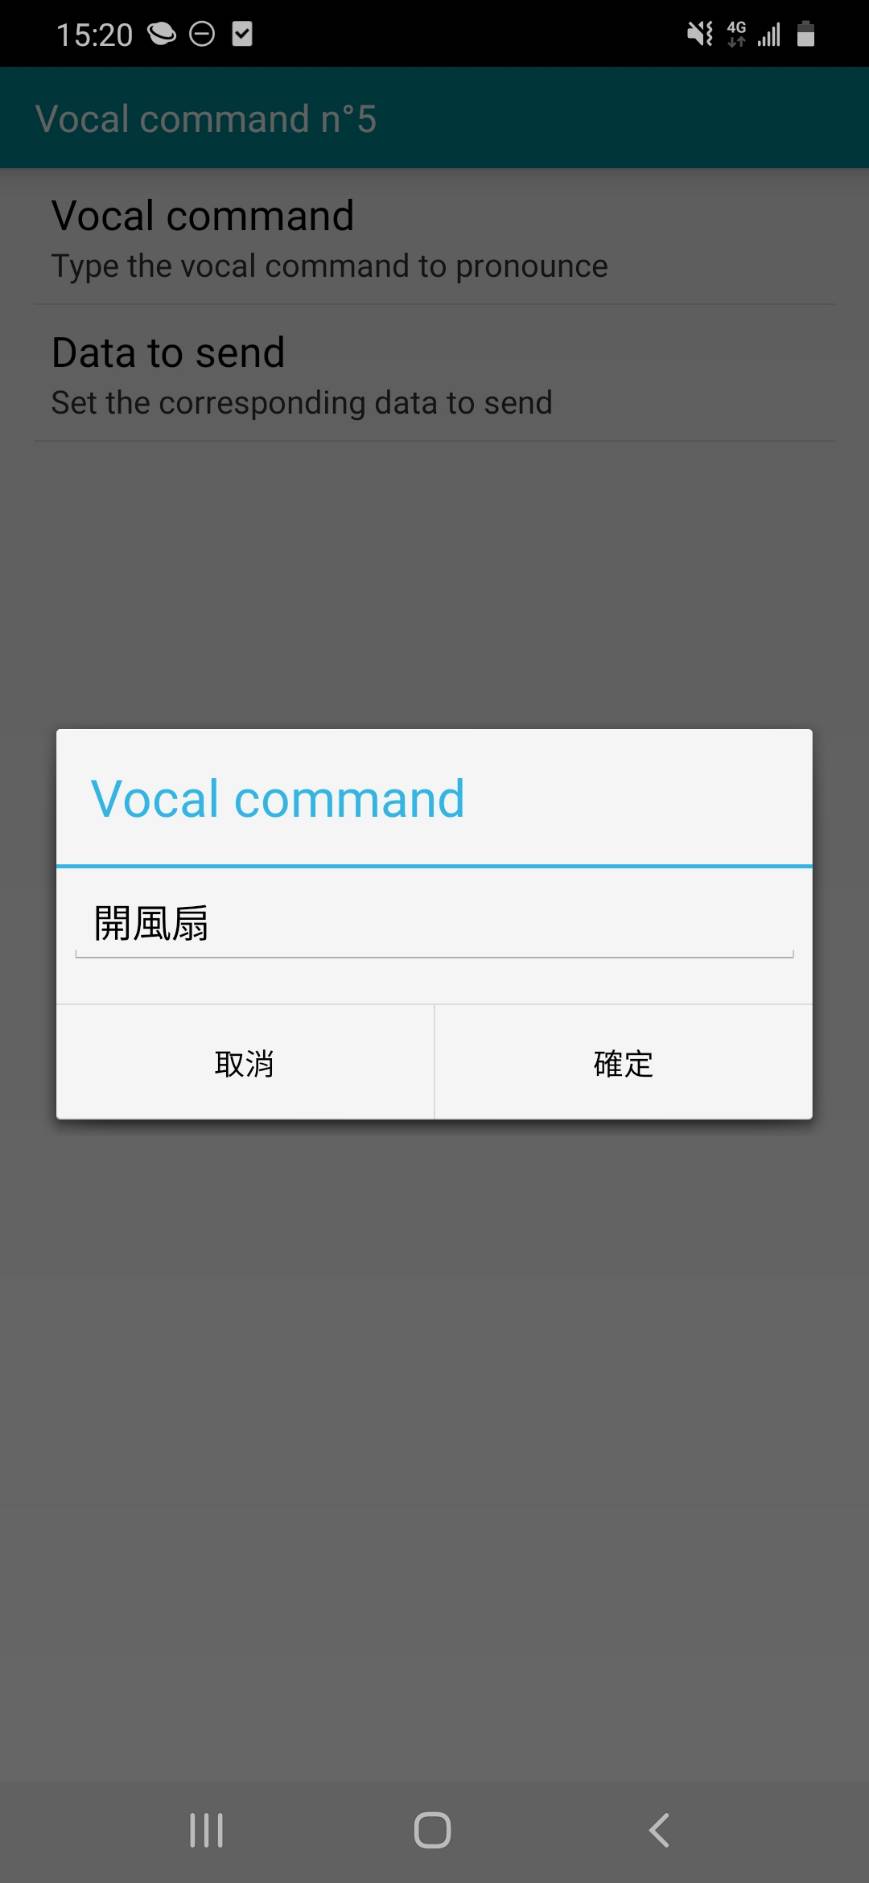 15:20
4G
Vocal command n°5
Vocal command
Type the vocal command to pronounce
Data to send
Set the corresponding data to send
Vocal command
開風扇
取消 確定